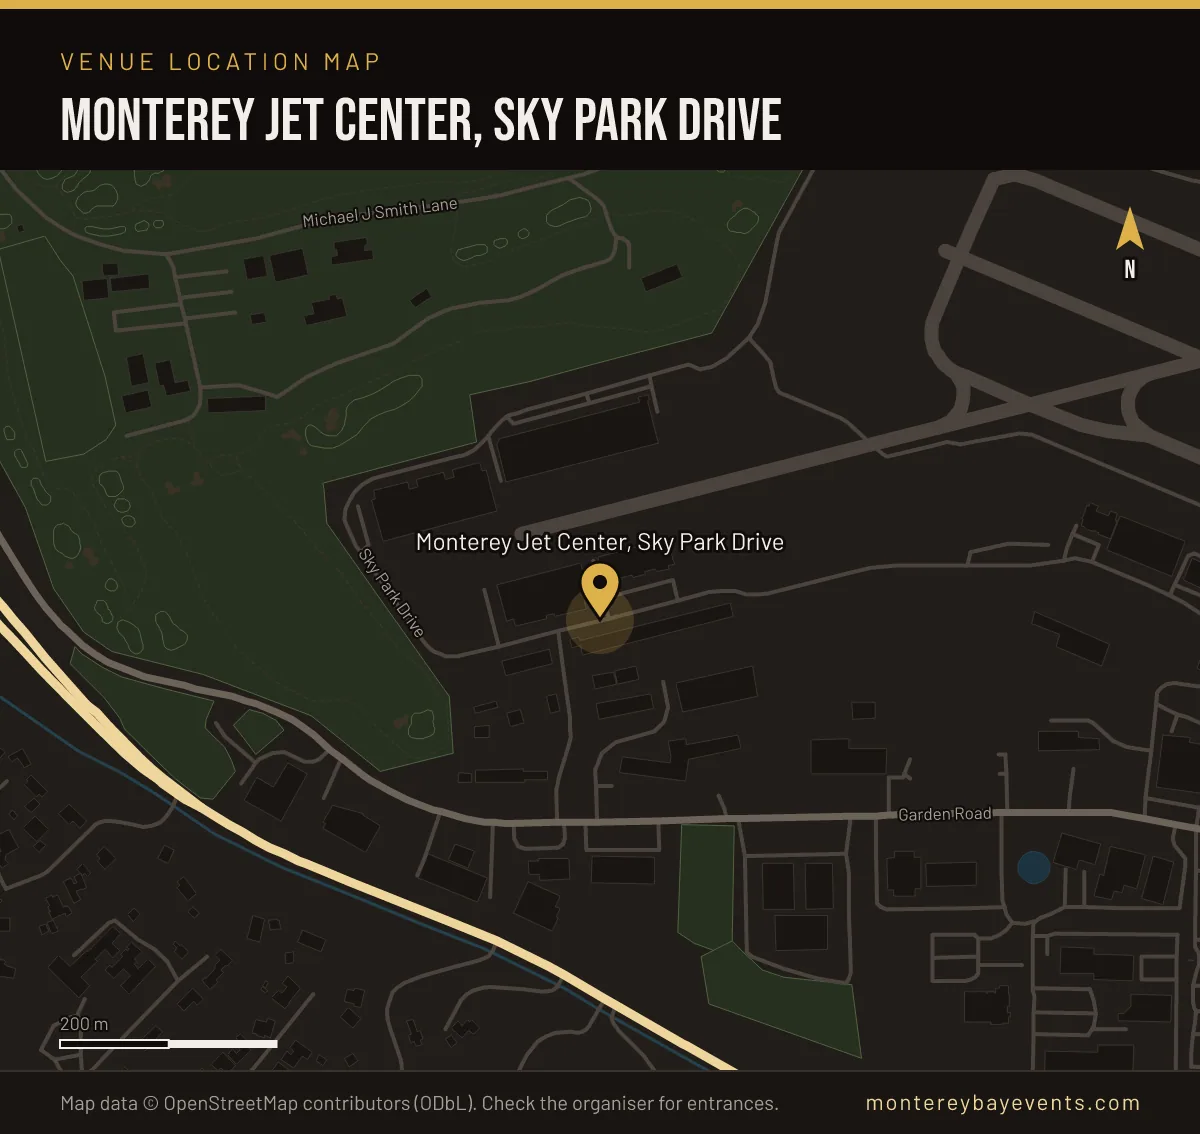 VENUE LOCATION MAP
MONTEREY JET CENTER, SKY PARK DRIVE
Michael J Smith Lane
N
Monterey Jet Center, Sky Park Drive
Sky Park Drive
Garden Road
200 m
Map data © OpenStreetMap contributors (ODbL). Check the organiser for entrances.
montereybayevents.com